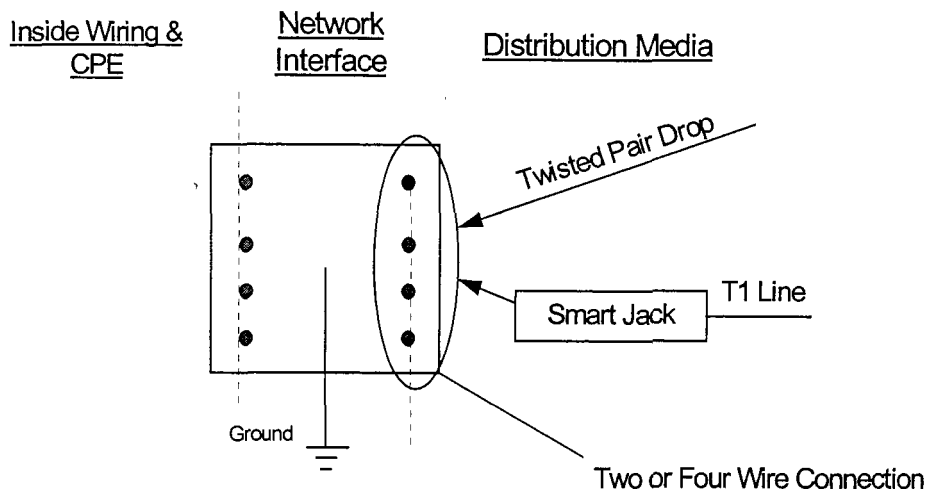 Inside Wiring &
CPE
Network
Interface
Distribution Media
Twisted Pair Drop
Smart Jack
T1 Line
Ground
Two or Four Wire Connection